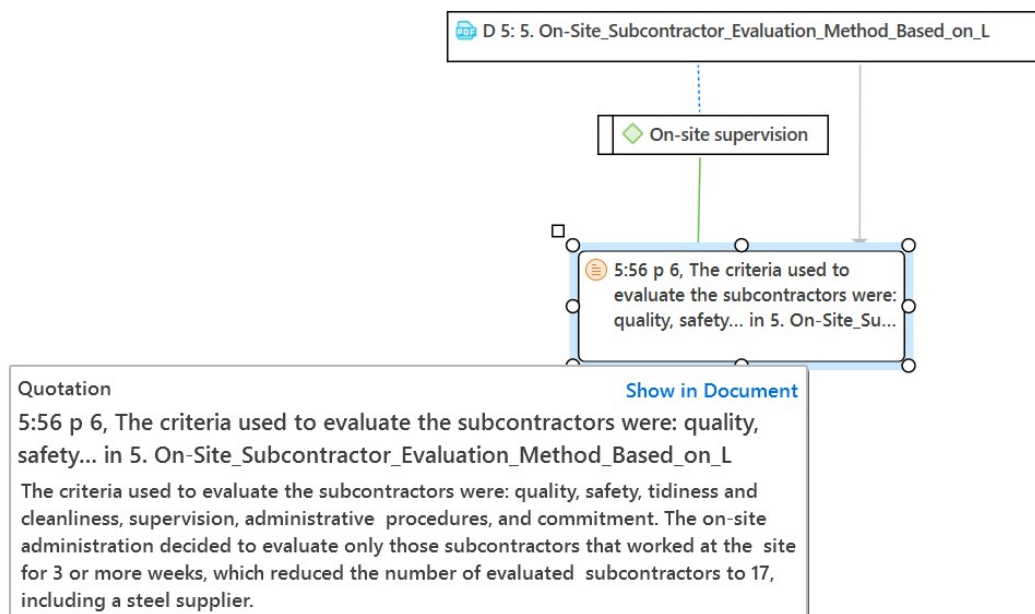 D 5: 5. On-Site_Subcontractor_Evaluation_Method_Based_on_L
On-site supervision
5:56 p 6, The criteria used to
evaluate the subcontractors were:
quality, safety... in 5. On-Site_Su...
Quotation
Show in Document
5:56 p 6, The criteria used to evaluate the subcontractors were: quality,
safety... in 5. On-Site_Subcontractor_Evaluation_Method_Based_on_L
The criteria used to evaluate the subcontractors were: quality, safety, tidiness and
cleanliness, supervision, administrative procedures, and commitment. The on-site
administration decided to evaluate only those subcontractors that worked at the site
for 3 or more weeks, which reduced the number of evaluated subcontractors to 17,
including a steel supplier.